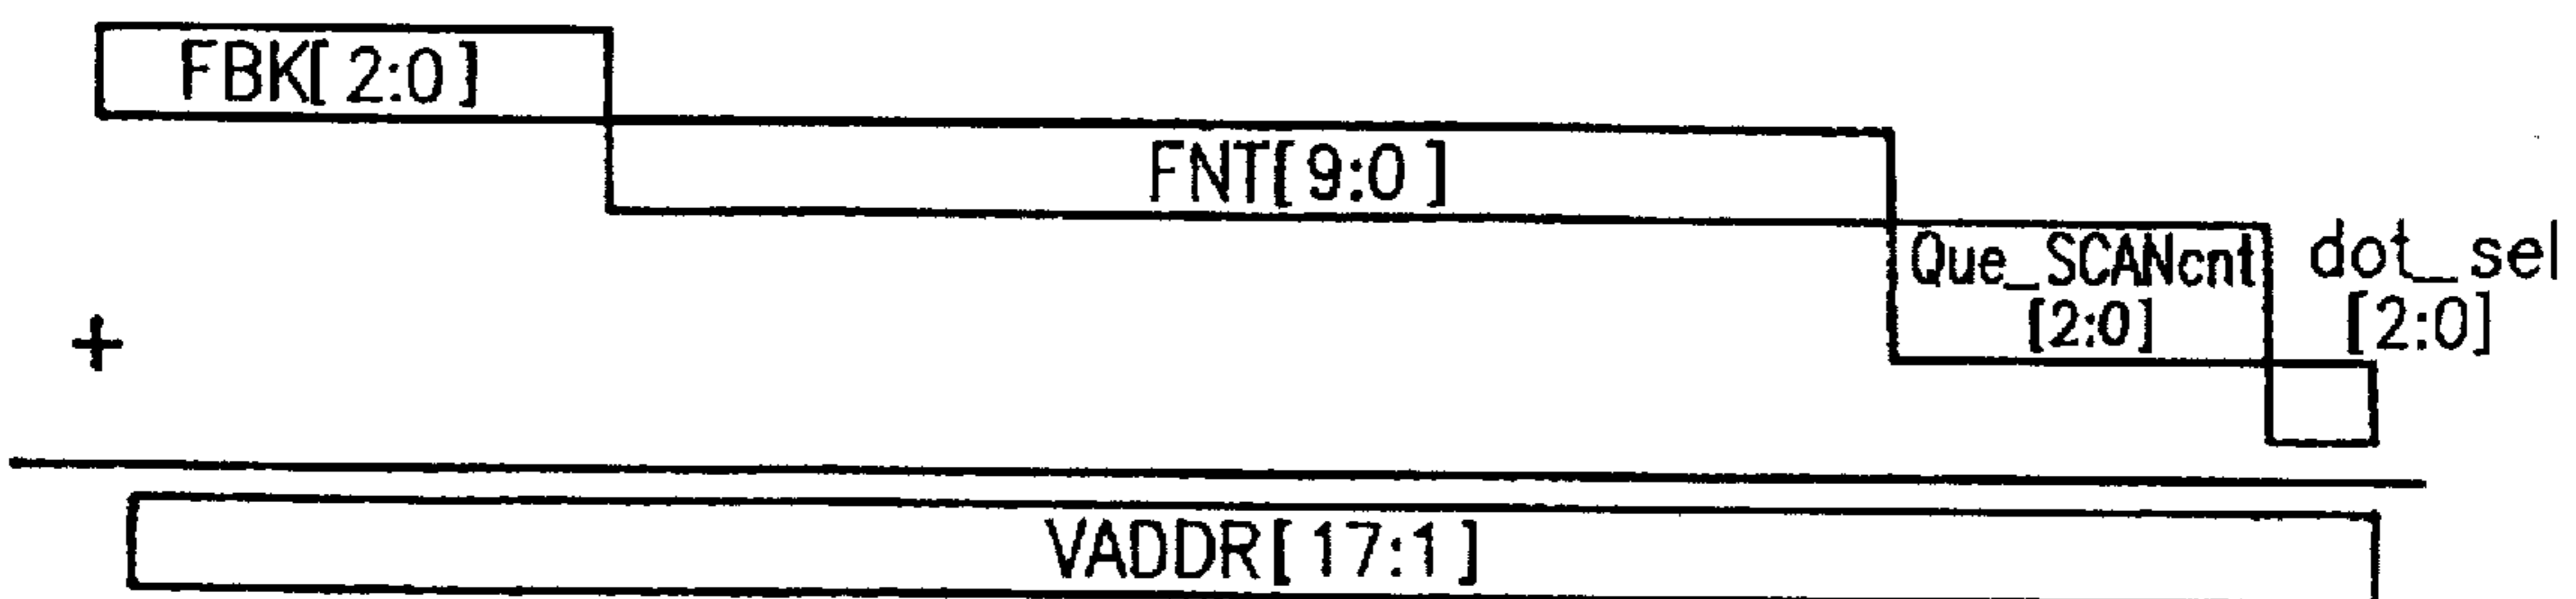 FBK[2:0]
FNT[9:0]
Que_SCANcnt
[2:0]
dot_sel
[2:0]
+
VADDR[17:1]